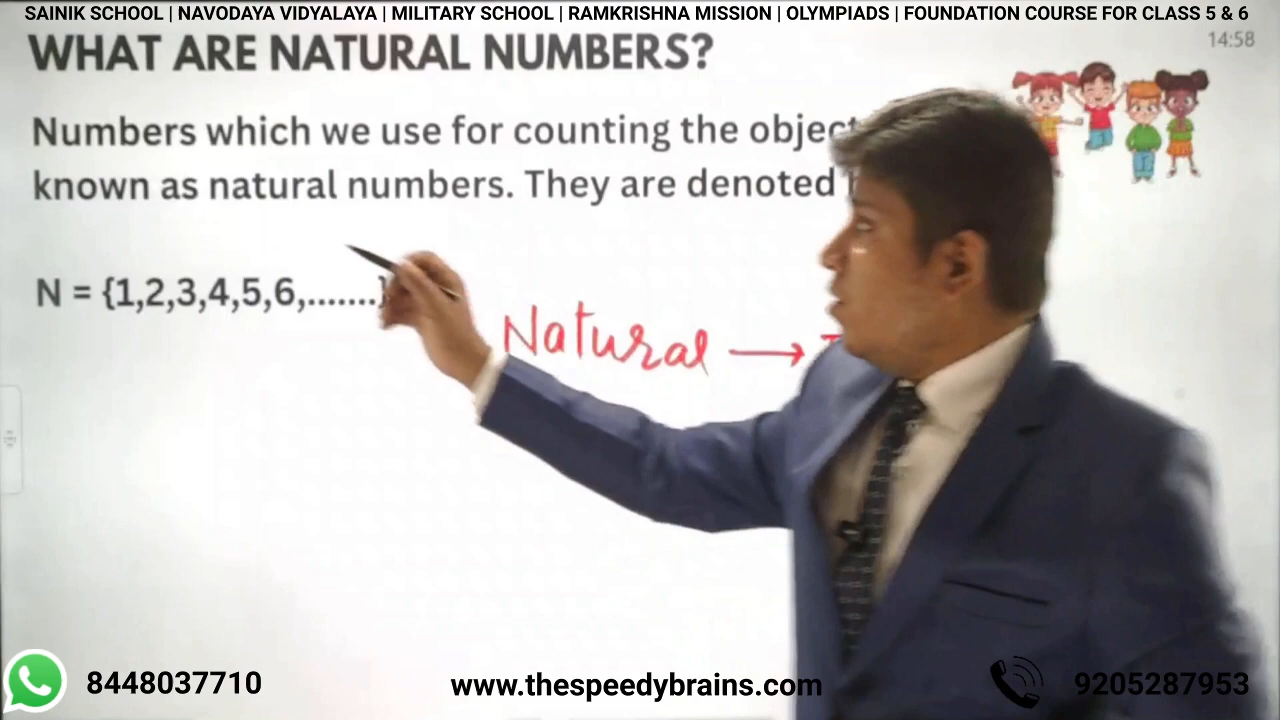 SAINIK SCHOOL | NAVODAYA VIDYALAYA | MILITARY SCHOOL | RAMKRISHNA MISSION | OLYMPIADS | FOUNDATION COURSE FOR CLASS 5 & 6
14:58
WHAT ARE NATURAL NUMBERS?
Numbers which we use for counting the objec
known as natural numbers. They are denoted
N = {1,2,3,4,5,6,.......}
Natural →
8448037710
www.thespeedybrains.com
9205287953